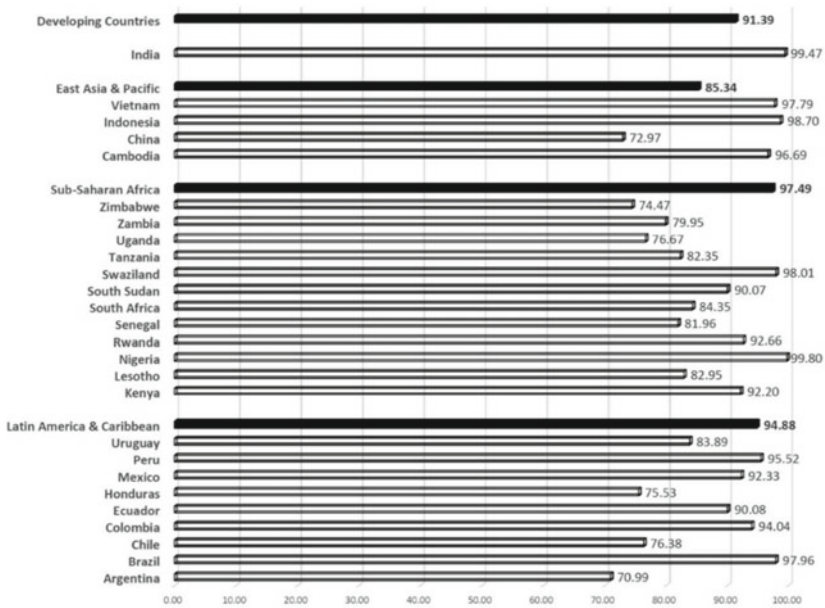 Developing Countries 91.39
India 99.47
East Asia & Pacific 85.34
Vietnam 97.79
Indonesia 98.70
China 72.97
Cambodia 96.69
Sub-Saharan Africa 97.49
Zimbabwe 74.47
Zambia 79.95
Uganda 76.67
Tanzania 82.35
Swaziland 98.01
South Sudan 90.07
South Africa 84.35
Senegal 81.96
Rwanda 92.66
Nigeria 99.80
Lesotho 82.95
Kenya 92.20
Latin America & Caribbean 94.88
Uruguay 83.89
Peru 95.52
Mexico 92.33
Honduras 75.53
Ecuador 90.08
Colombia 94.04
Chile 76.38
Brazil 97.96
Argentina 70.99
0.00 10.00 20.00 30.00 40.00 50.00 60.00 70.00 80.00 90.00 100.00